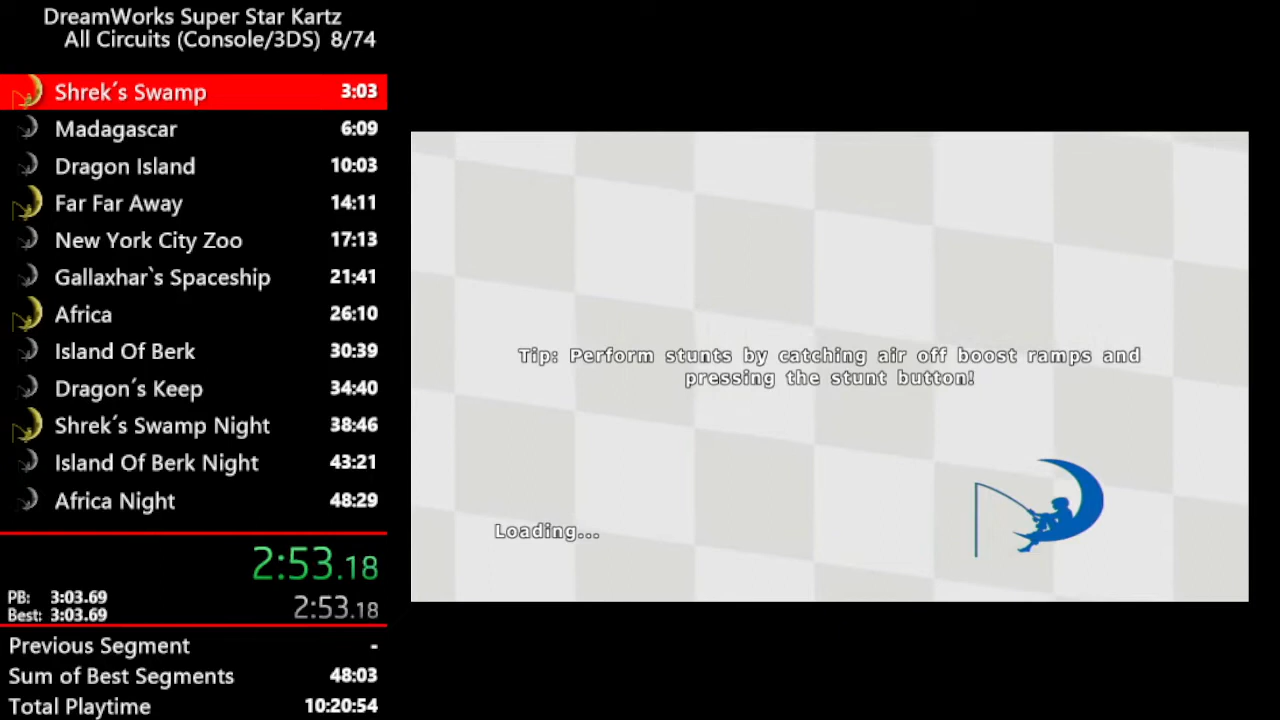 DreamWorks Super Star Kartz
All Circuits (Console/3DS) 8/74
Shrek´s Swamp 3:03
Madagascar 6:09
Dragon Island 10:03
Far Far Away 14:11
New York City Zoo 17:13
Gallaxhar`s Spaceship 21:41
Africa 26:10
Island Of Berk 30:39
Dragon´s Keep 34:40
Shrek´s Swamp Night 38:46
Island Of Berk Night 43:21
Africa Night 48:29
2:53.18
PB: 3:03.69
Best: 3:03.69
2:53.18
Previous Segment -
Sum of Best Segments 48:03
Total Playtime 10:20:54
Tip: Perform stunts by catching air off boost ramps and
pressing the stunt button!
Loading...